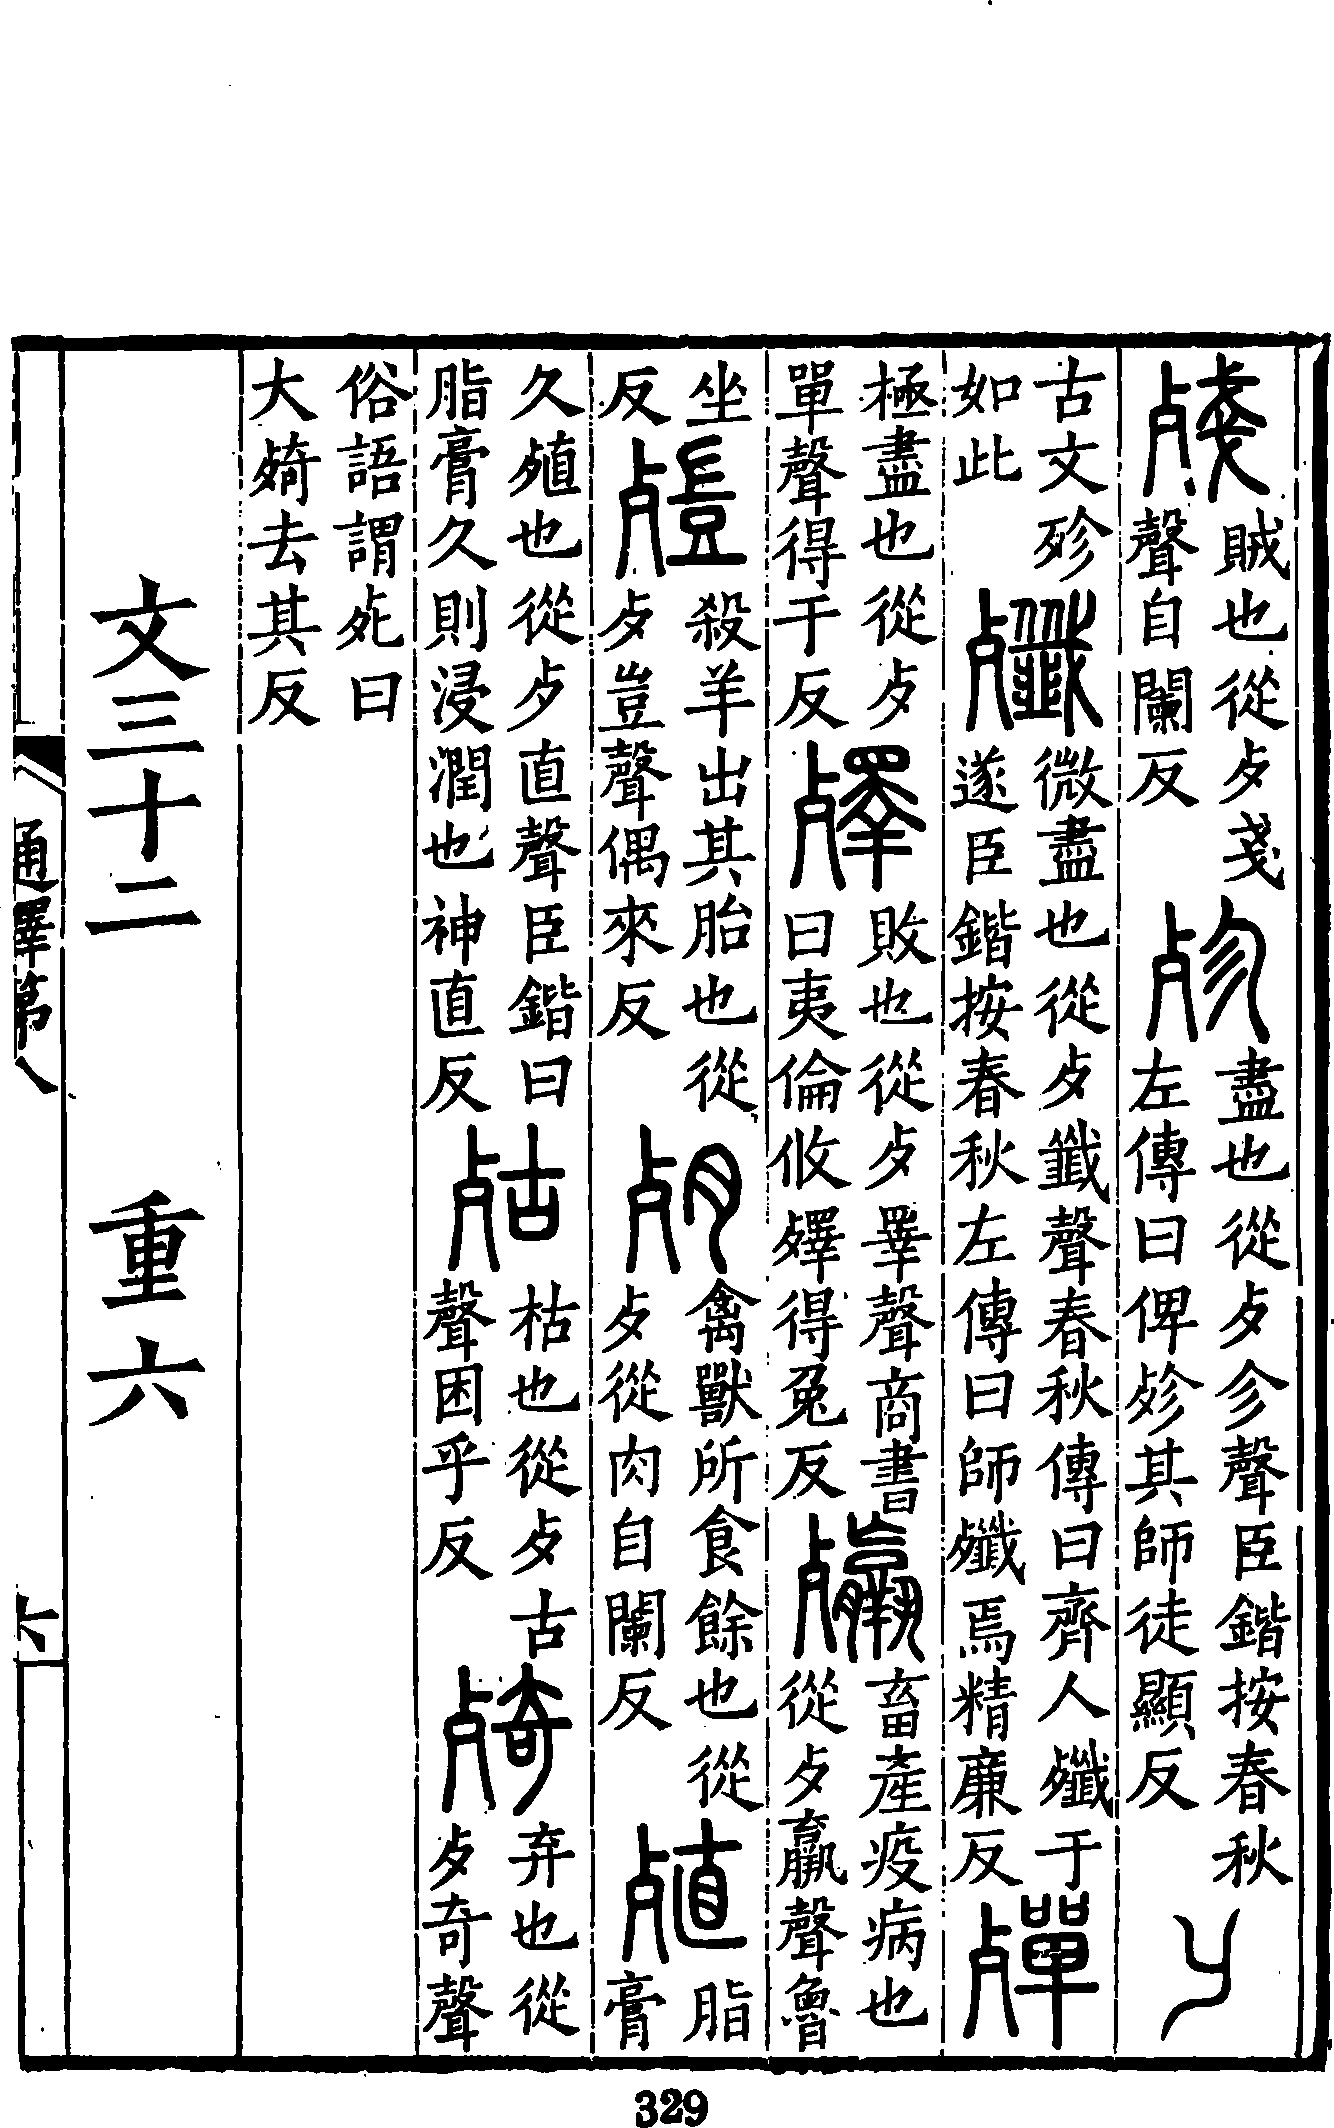 殘賊也從歺戔聲自闌反殄盡也從歺㐱聲臣鍇按春秋左傳曰俾殄其師徒顯反𠂈
古文殄如此殲微盡也從歺韱聲春秋傳曰齊人殲于遂臣鍇按春秋左傳曰師殲焉精廉反殫
極盡也從歺單聲得干反殬敗也從歺睪聲商書曰夷倫攸殬得兔反𣩴畜產疫病也從歺羸聲魯
坐反𣩄殺羊出其胎也從歺豈聲偶來反𣦼禽獸所食餘也從歺從肉自闌反殖脂膏
久殖也從歺直聲臣鍇曰脂膏久則浸潤也神直反㱠枯也從歺古聲困乎反㱦弃也從歺奇聲
俗語謂死曰大㱦去其反
文三十二　重六
通釋第八
六
329